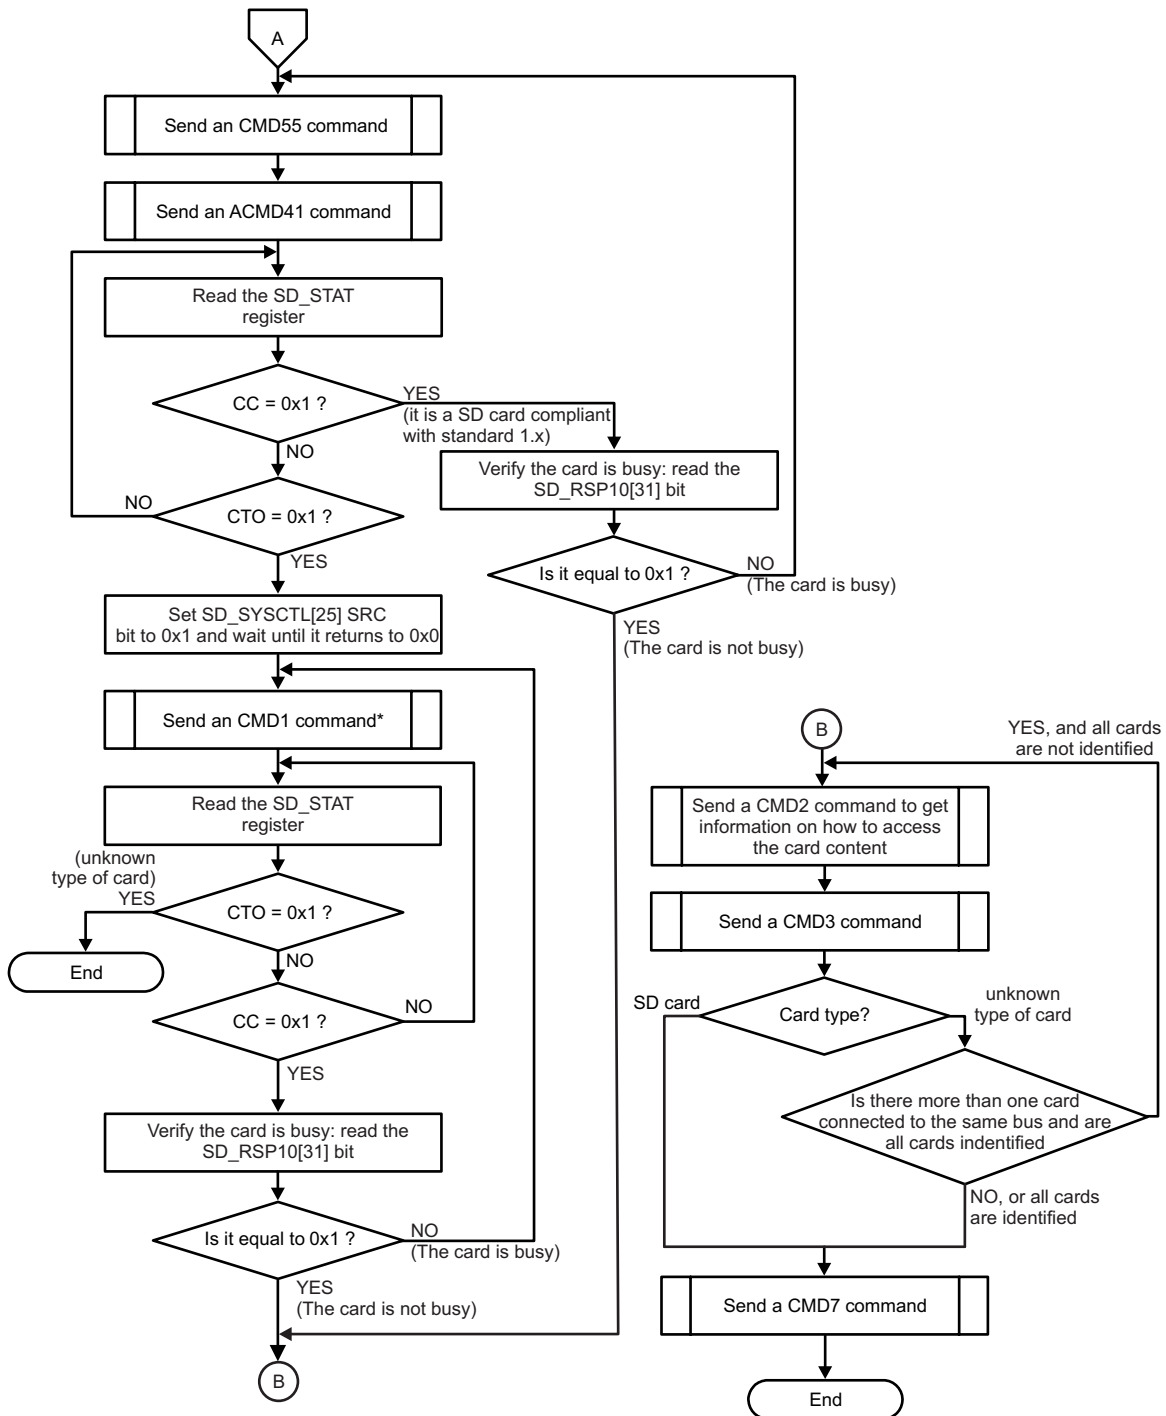 A
Send an CMD55 command
Send an ACMD41 command
Read the SD_STAT
register
CC = 0x1 ?
YES
(it is a SD card compliant
with standard 1.x)
NO
Verify the card is busy: read the
SD_RSP10[31] bit
NO
CTO = 0x1 ?
YES
Is it equal to 0x1 ?
NO
(The card is busy)
YES
(The card is not busy)
Set SD_SYSCTL[25] SRC
bit to 0x1 and wait until it returns to 0x0
Send an CMD1 command*
Read the SD_STAT
register
(unknown
type of card)
YES
CTO = 0x1 ?
End
NO
CC = 0x1 ?
NO
YES
Verify the card is busy: read the
SD_RSP10[31] bit
Is it equal to 0x1 ?
NO
(The card is busy)
YES
(The card is not busy)
B
B
YES, and all cards
are not identified
Send a CMD2 command to get
information on how to access
the card content
Send a CMD3 command
SD card
Card type?
unknown
type of card
Is there more than one card
connected to the same bus and are
all cards indentified
NO, or all cards
are identified
Send a CMD7 command
End